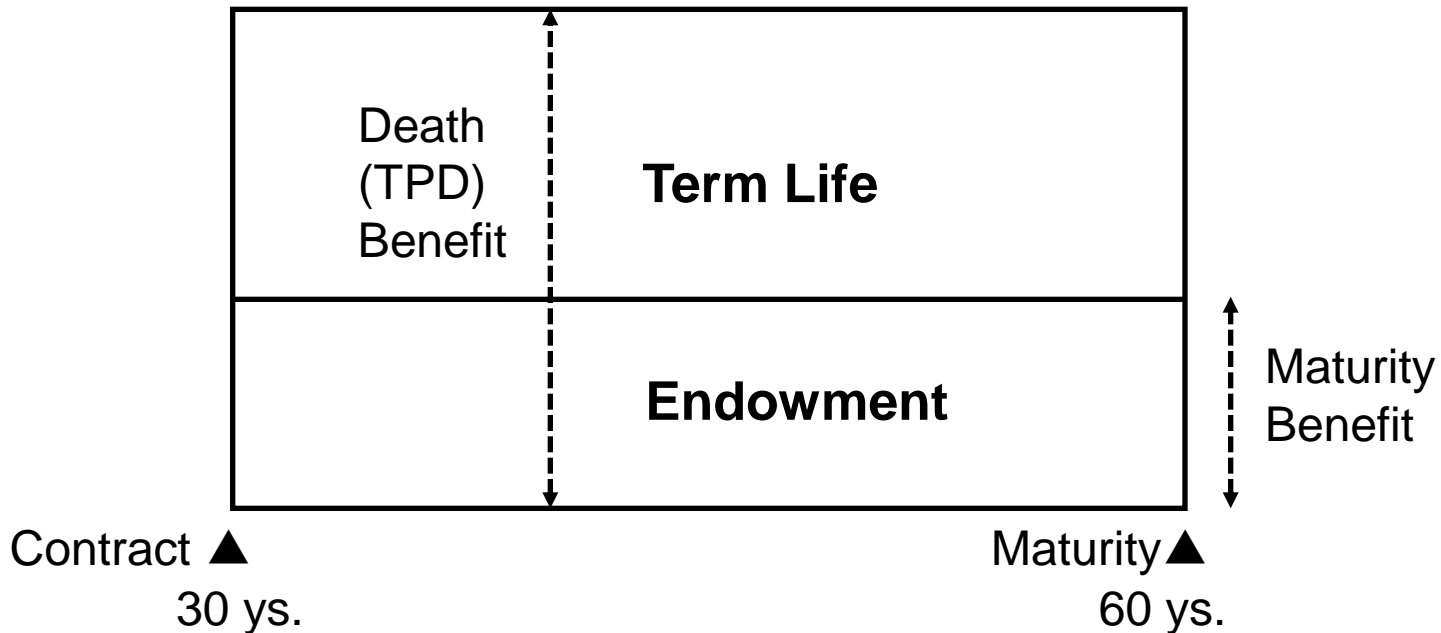 Death
(TPD)
Benefit
Term Life
Endowment
Maturity
Benefit
Contract ▲
Maturity▲
30 ys.
60 ys.